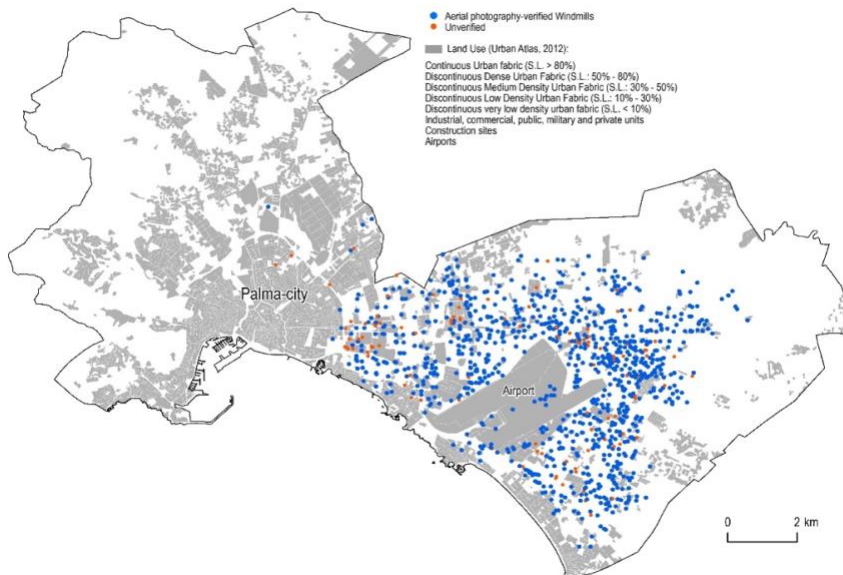 Aerial photography-verified Windmills
Unverified
Land Use (Urban Atlas, 2012):
Continuous Urban fabric (S.L. > 80%)
Discontinuous Dense Urban Fabric (S.L.: 50% - 80%)
Discontinuous Medium Density Urban Fabric (S.L.: 30% - 50%)
Discontinuous Low Density Urban Fabric (S.L.: 10% - 30%)
Discontinuous very low density urban fabric (S.L. < 10%)
Industrial, commercial, public, military and private units
Construction sites
Airports
Palma-city
Airport
0 2 km